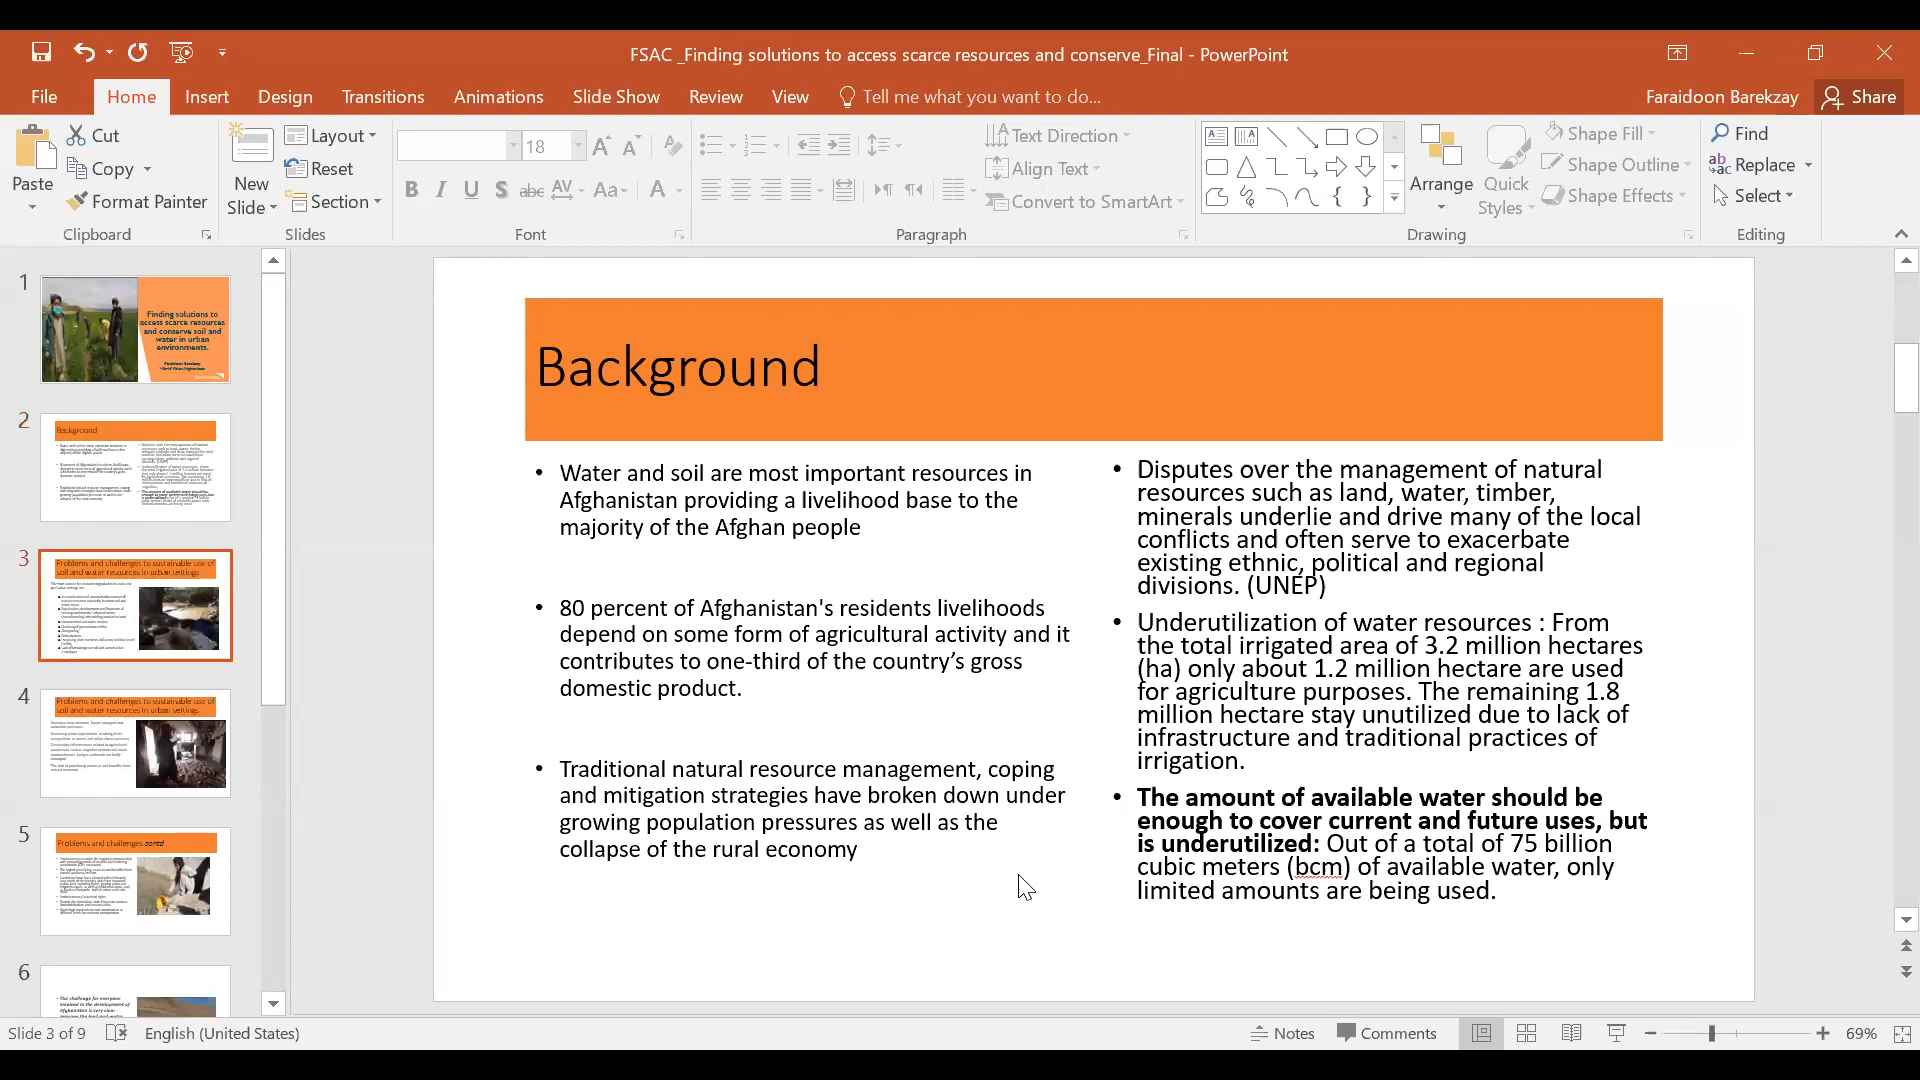 FSAC _Finding solutions to access scarce resources and conserve_Final - PowerPoint
File Home Insert Design Transitions Animations Slide Show Review View Tell me what you want to do... Faraidoon Barekzay Share
Paste
Cut
Copy
Format Painter
Clipboard
New
Slide
Layout
Reset
Section
Slides
18
B I U S abc AV Aa A
Font
Text Direction
Align Text
Convert to SmartArt
Paragraph
Arrange
Quick
Styles
Shape Fill
Shape Outline
Shape Effects
Drawing
Find
Replace
Select
Editing
1
Finding solutions to
access scarce resources
and conserve soil and
water in urban
environments.
2
Background
3
Problems and challenges to sustainable use of
soil and water resources in urban settings
4
Problems and challenges to sustainable use of
soil and water resources in urban settings
5
Problems and challenges contd
6
Background
• Water and soil are most important resources in
Afghanistan providing a livelihood base to the
majority of the Afghan people
• 80 percent of Afghanistan's residents livelihoods
depend on some form of agricultural activity and it
contributes to one-third of the country’s gross
domestic product.
• Traditional natural resource management, coping
and mitigation strategies have broken down under
growing population pressures as well as the
collapse of the rural economy
• Disputes over the management of natural
resources such as land, water, timber,
minerals underlie and drive many of the local
conflicts and often serve to exacerbate
existing ethnic, political and regional
divisions. (UNEP)
• Underutilization of water resources : From
the total irrigated area of 3.2 million hectares
(ha) only about 1.2 million hectare are used
for agriculture purposes. The remaining 1.8
million hectare stay unutilized due to lack of
infrastructure and traditional practices of
irrigation.
• The amount of available water should be
enough to cover current and future uses, but
is underutilized: Out of a total of 75 billion
cubic meters (bcm) of available water, only
limited amounts are being used.
Slide 3 of 9 English (United States) Notes Comments 69%